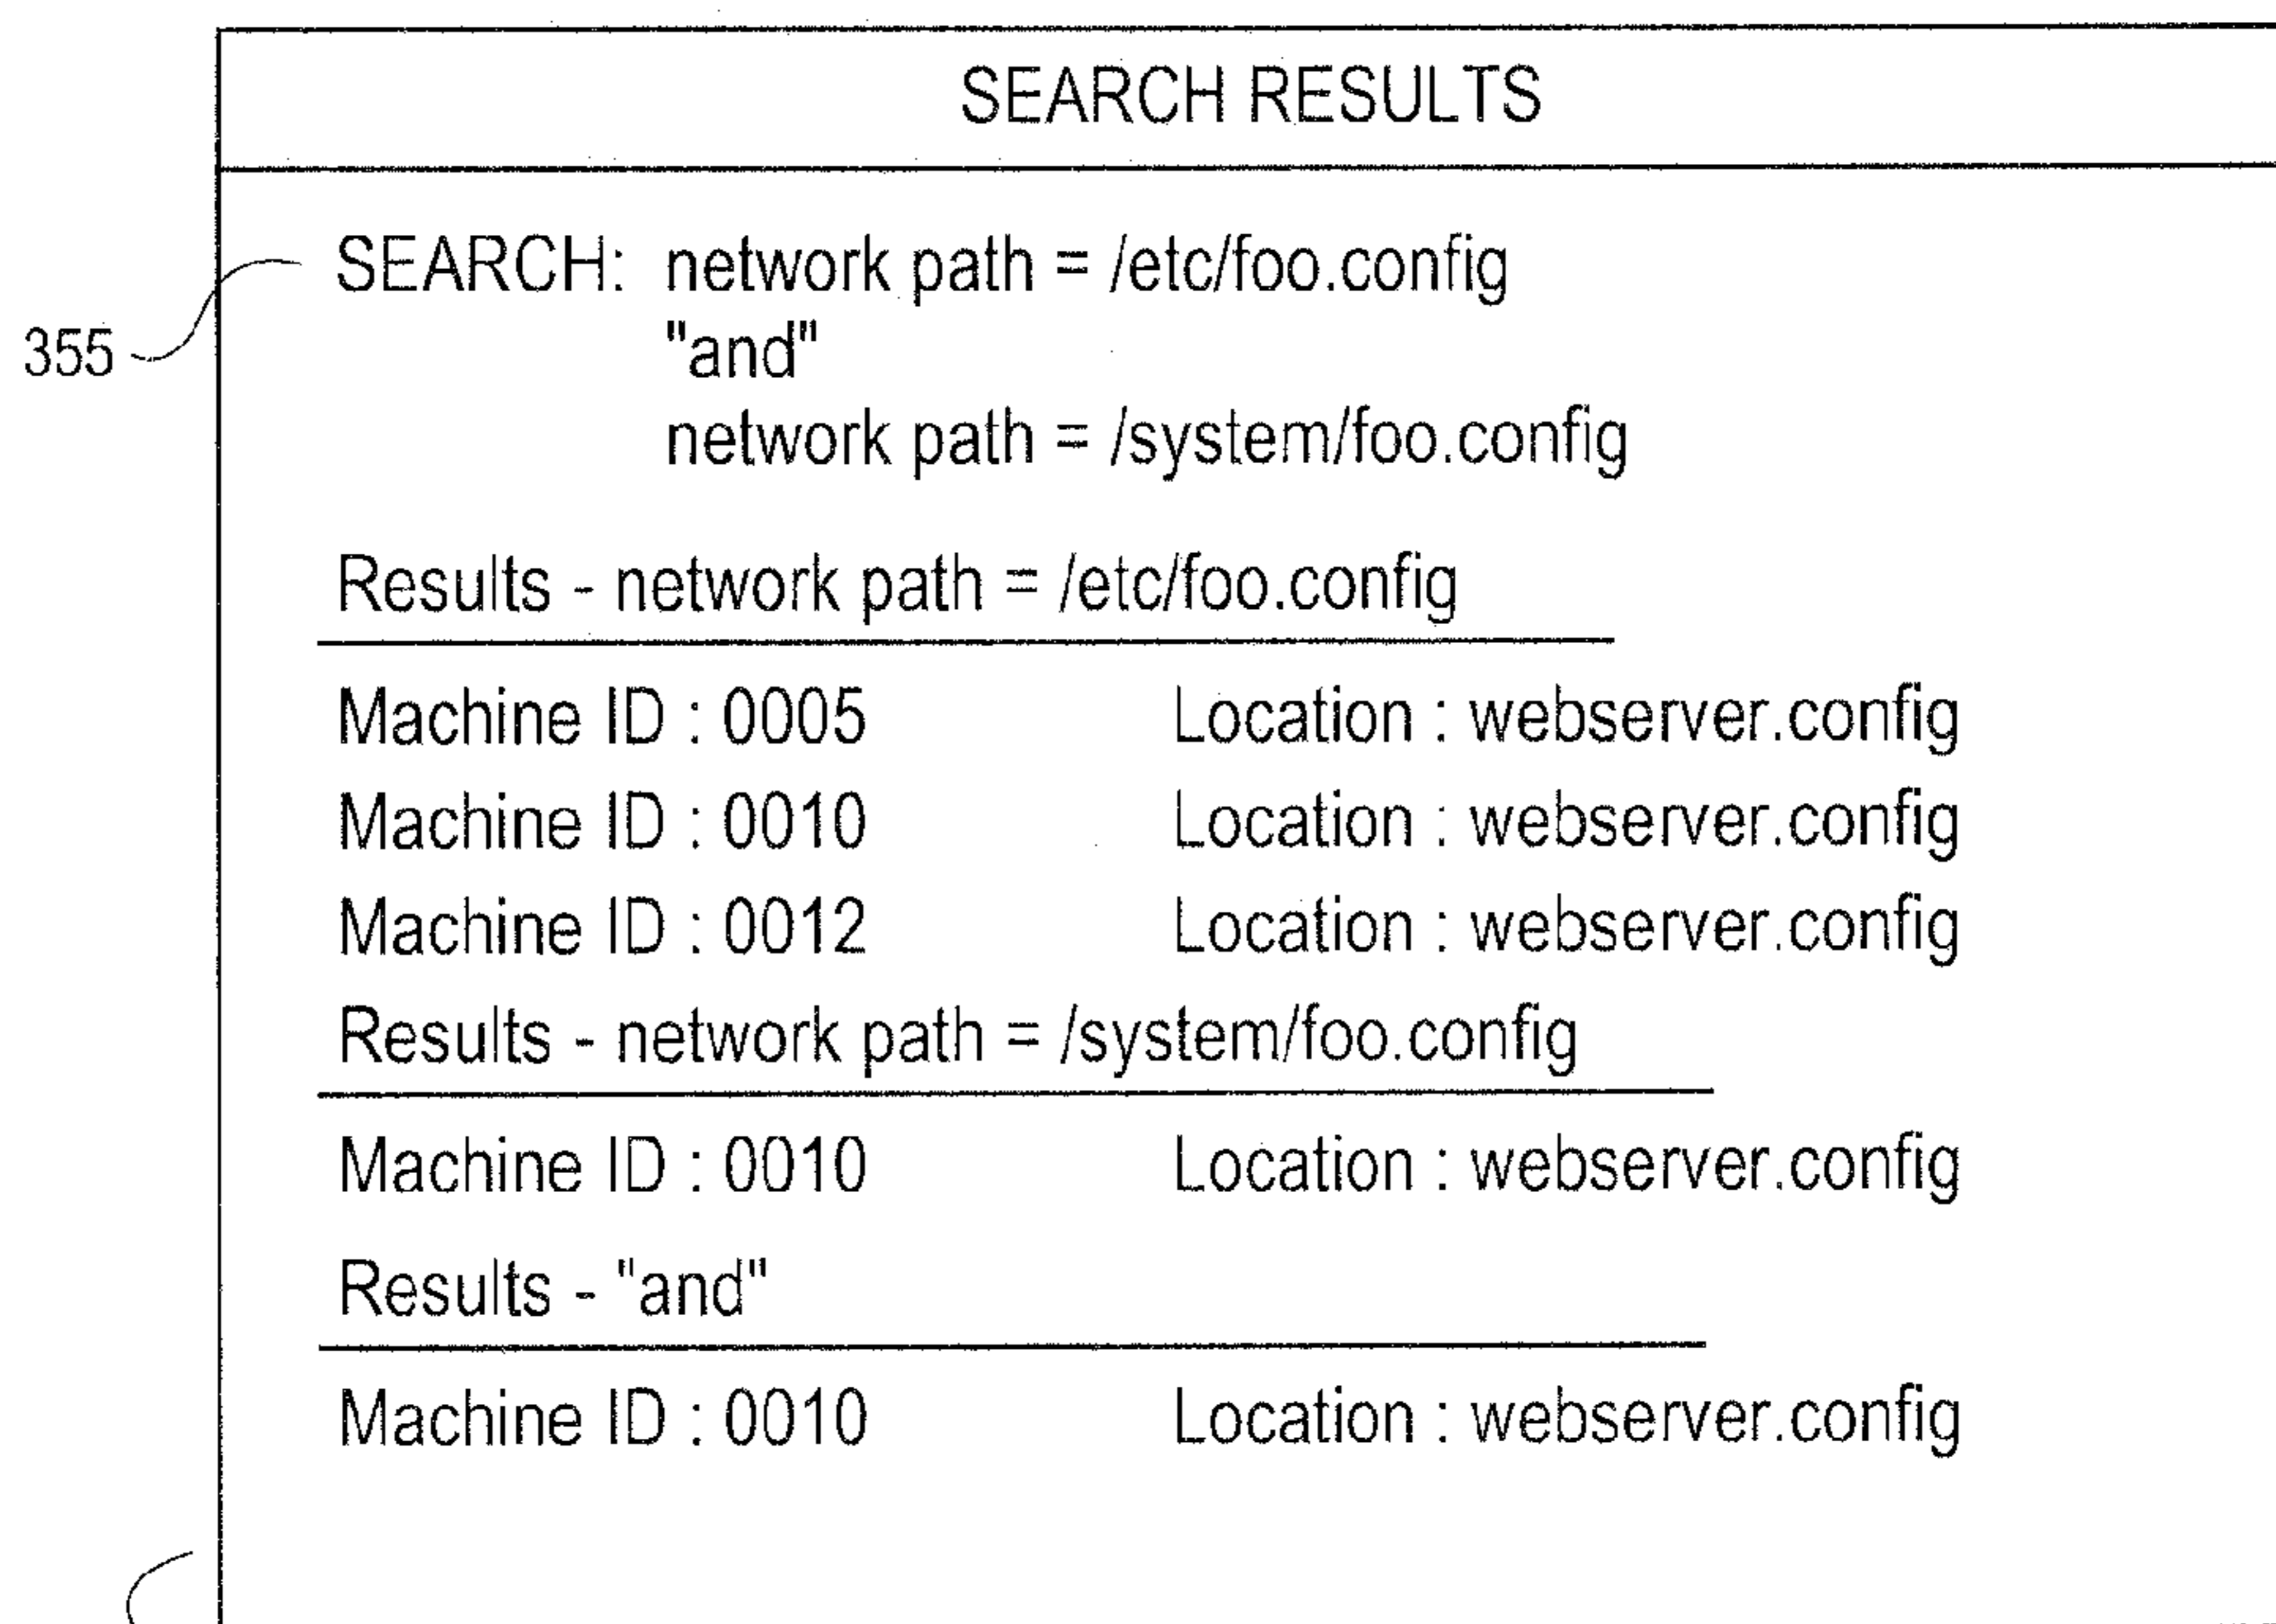 SEARCH RESULTS
SEARCH: network path = /etc/foo.config
"and"
355
network path = /system/foo.config
Results - network path = /etc/foo.config
Machine ID : 0005 Location : webserver.config
Machine ID : 0010 Location : webserver.config
Machine ID : 0012 Location : webserver.config
Results - network path = /system/foo.config
Machine ID : 0010 Location : webserver.config
Results - "and"
Machine ID : 0010 Location : webserver.config